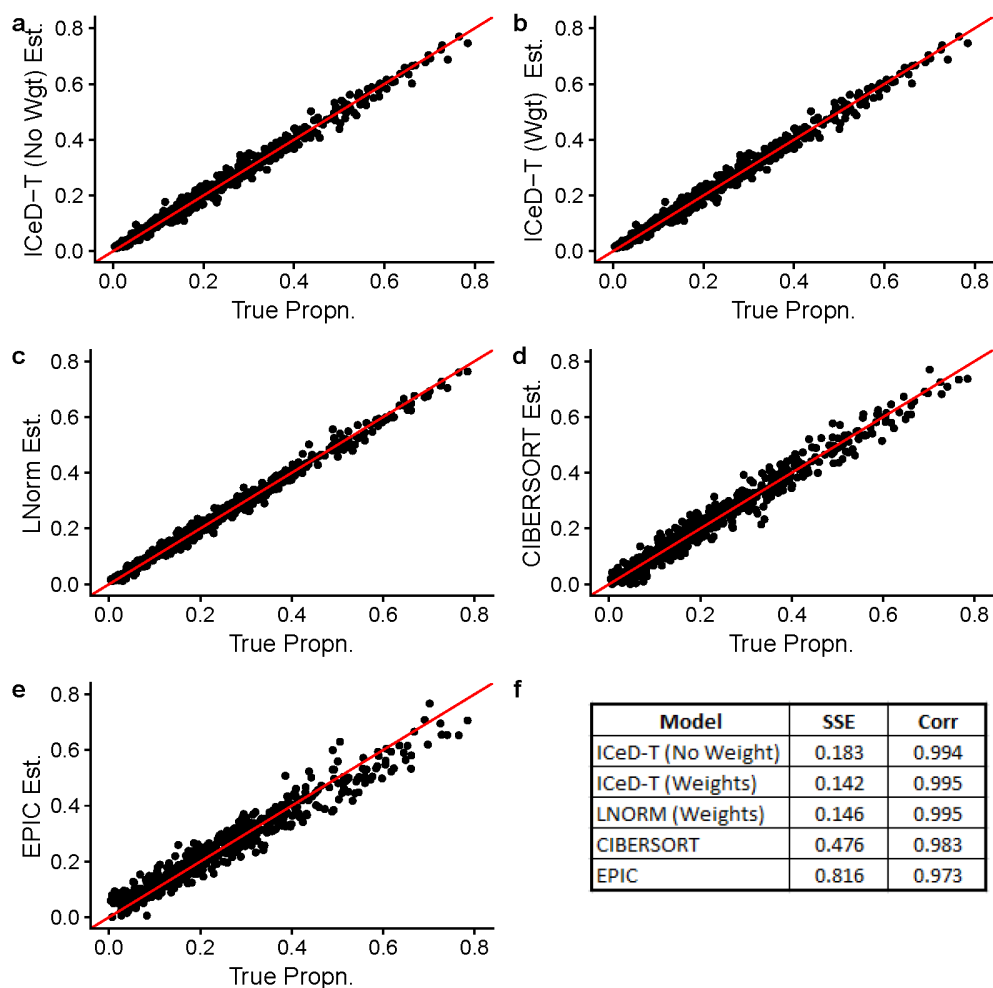 a
ICeD−T (No Wgt) Est.
0.8
0.6
0.4
0.2
0.0
0.0 0.2 0.4 0.6 0.8
True Propn.
b
ICeD−T (Wgt) Est.
0.8
0.6
0.4
0.2
0.0
0.0 0.2 0.4 0.6 0.8
True Propn.
c
LNorm Est.
0.8
0.6
0.4
0.2
0.0
0.0 0.2 0.4 0.6 0.8
True Propn.
d
CIBERSORT Est.
0.8
0.6
0.4
0.2
0.0
0.0 0.2 0.4 0.6 0.8
True Propn.
e
EPIC Est.
0.8
0.6
0.4
0.2
0.0
0.0 0.2 0.4 0.6 0.8
True Propn.
f
Model SSE Corr
ICeD-T (No Weight) 0.183 0.994
ICeD-T (Weights) 0.142 0.995
LNORM (Weights) 0.146 0.995
CIBERSORT 0.476 0.983
EPIC 0.816 0.973